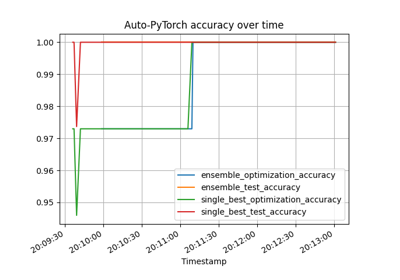 Auto-PyTorch accuracy over time
1.00
0.99
0.98
0.97
0.96
0.95
ensemble_optimization_accuracy
ensemble_test_accuracy
single_best_optimization_accuracy
single_best_test_accuracy
20:09:30
20:10:00
20:10:30
20:11:00
20:11:30
20:12:00
20:12:30
20:13:00
Timestamp